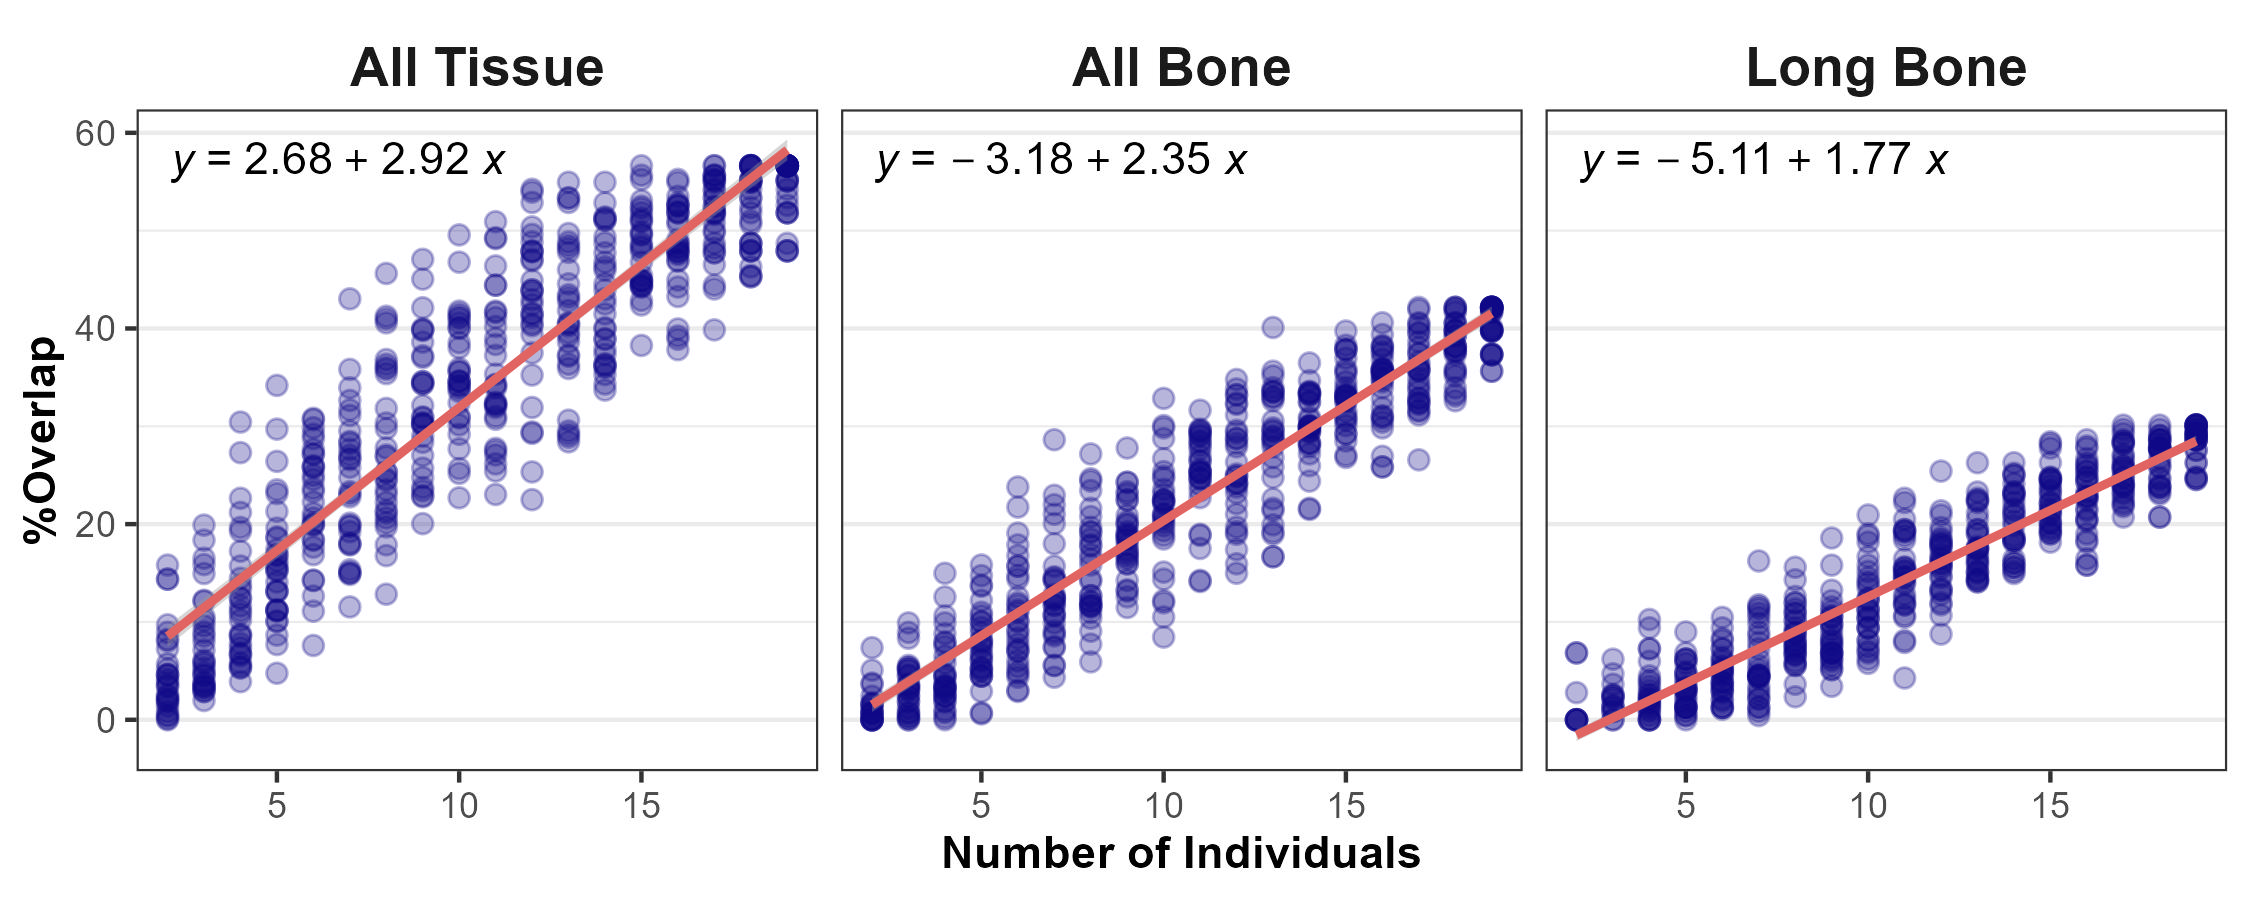 All Tissue
All Bone
Long Bone
y = 2.68 + 2.92 x
y = − 3.18 + 2.35 x
y = − 5.11 + 1.77 x
60
40
20
0
%Overlap
5 10 15
5 10 15
5 10 15
Number of Individuals